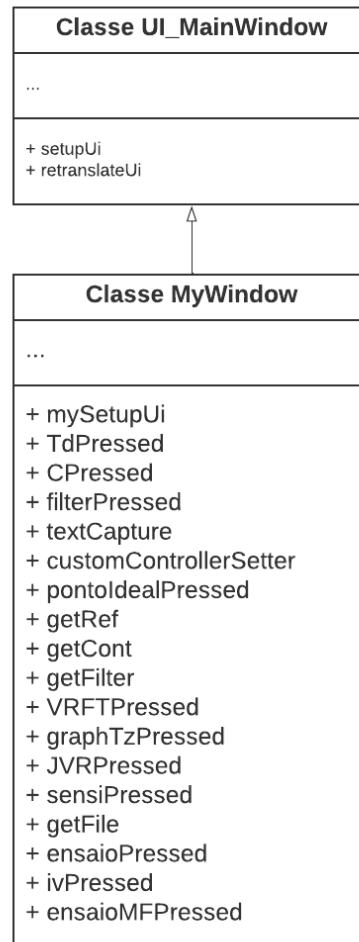 Classe UI_MainWindow
...
+ setupUi
+ retranslateUi
Classe MyWindow
...
+ mySetupUi
+ TdPressed
+ CPressed
+ filterPressed
+ textCapture
+ customControllerSetter
+ pontoIdealPressed
+ getRef
+ getCont
+ getFilter
+ VRFTPressed
+ graphTzPressed
+ JVRPressed
+ sensiPressed
+ getFile
+ ensaioPressed
+ ivPressed
+ ensaioMFPressed